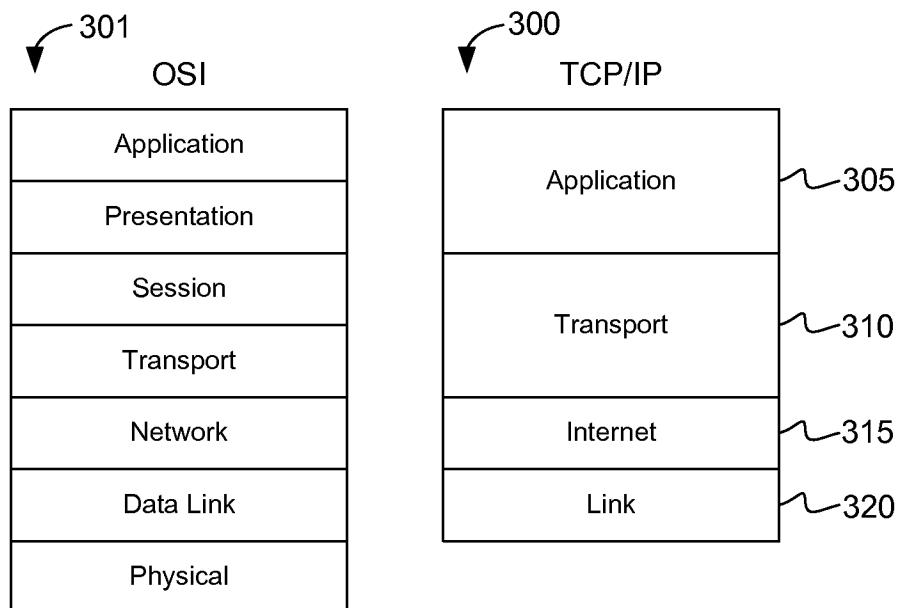 301
OSI
Application
Presentation
Session
Transport
Network
Data Link
Physical
300
TCP/IP
Application
305
Transport
310
Internet
315
Link
320